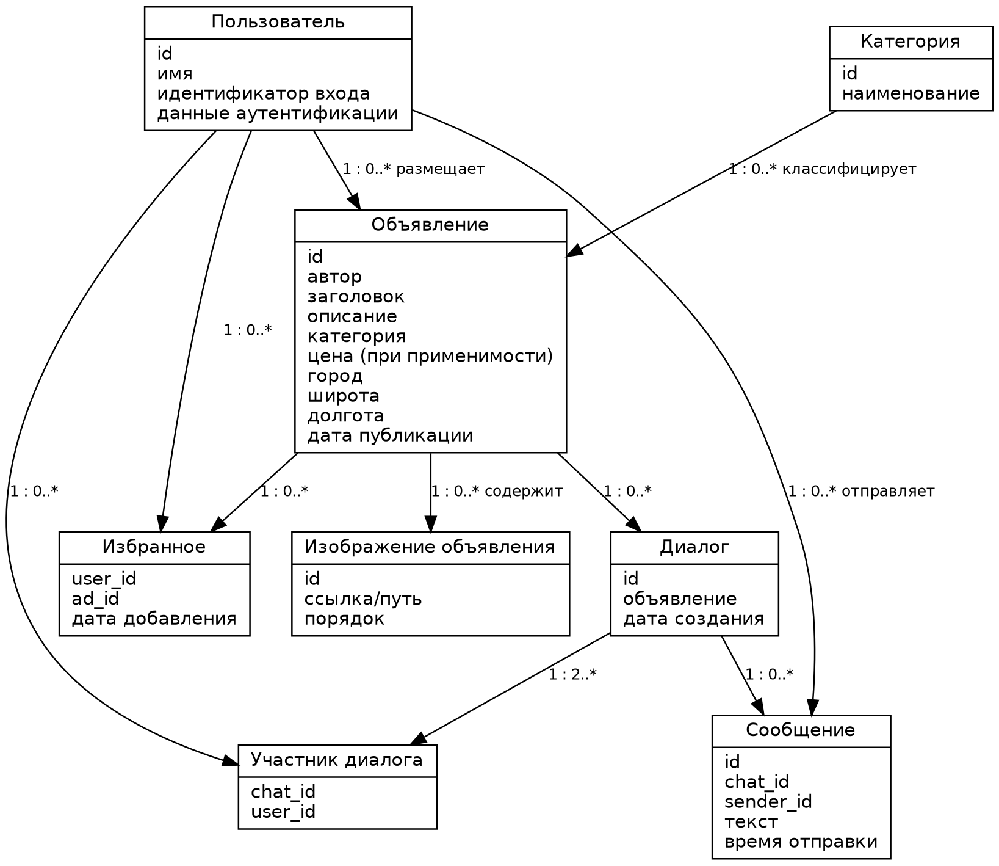 Пользователь
id
имя
идентификатор входа
данные аутентификации
Категория
id
наименование
1 : 0..* размещает
1 : 0..* классифицирует
Объявление
id
автор
заголовок
описание
категория
цена (при применимости)
город
широта
долгота
дата публикации
1 : 0..*
1 : 0..*
1 : 0..*
1 : 0..* содержит
1 : 0..*
1 : 0..* отправляет
Избранное
user_id
ad_id
дата добавления
Изображение объявления
id
ссылка/путь
порядок
Диалог
id
объявление
дата создания
1 : 2..*
1 : 0..*
Участник диалога
chat_id
user_id
Сообщение
id
chat_id
sender_id
текст
время отправки